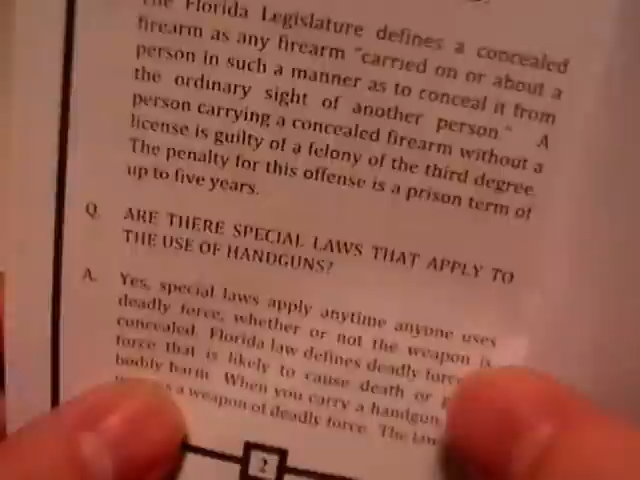 The Florida Legislature defines a concealed
firearm as any firearm "carried on or about a
person in such a manner as to conceal it from
the ordinary sight of another person." A
person carrying a concealed firearm without a
license is guilty of a felony of the third degree.
The penalty for this offense is a prison term of
up to five years.
Q. ARE THERE SPECIAL LAWS THAT APPLY TO
THE USE OF HANDGUNS?
A. Yes, special laws apply anytime anyone uses
deadly force, whether or not the weapon is
concealed. Florida law defines deadly force
force that is likely to cause death or
bodily harm. When you carry a handgun,
a weapon of deadly force. The law
2